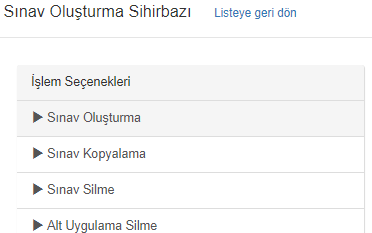 Sınav Oluşturma Sihirbazı Listeye geri dön
İşlem Seçenekleri
▶ Sınav Oluşturma
▶ Sınav Kopyalama
▶ Sınav Silme
▶ Alt Uygulama Silme